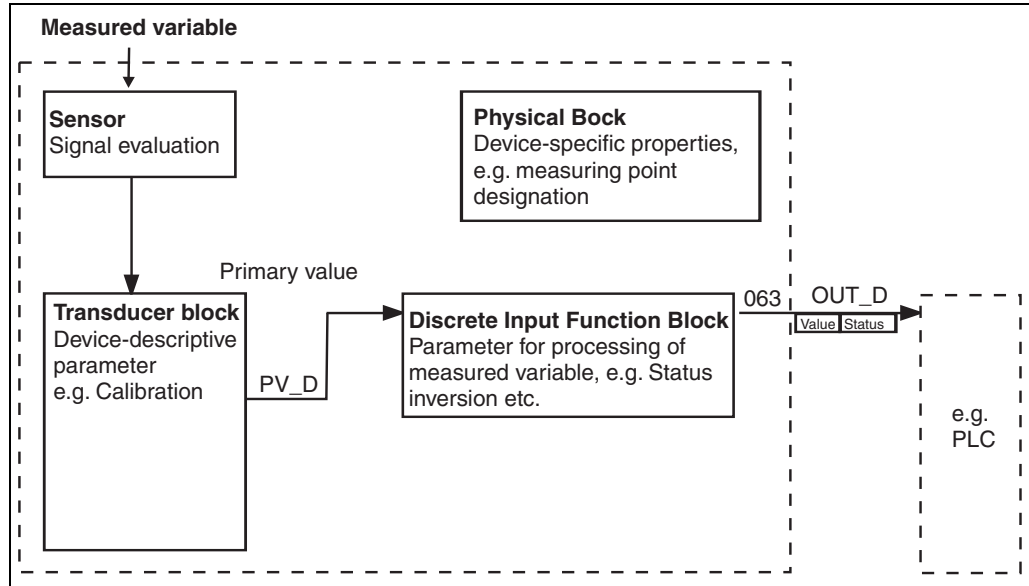 Measured variable
Sensor
Signal evaluation
Physical Bock
Device-specific properties,
e.g. measuring point
designation
Primary value
Transducer block
Device-descriptive
parameter
e.g. Calibration
PV_D
Discrete Input Function Block
Parameter for processing of
measured variable, e.g. Status
inversion etc.
063
OUT_D
Value Status
e.g.
PLC